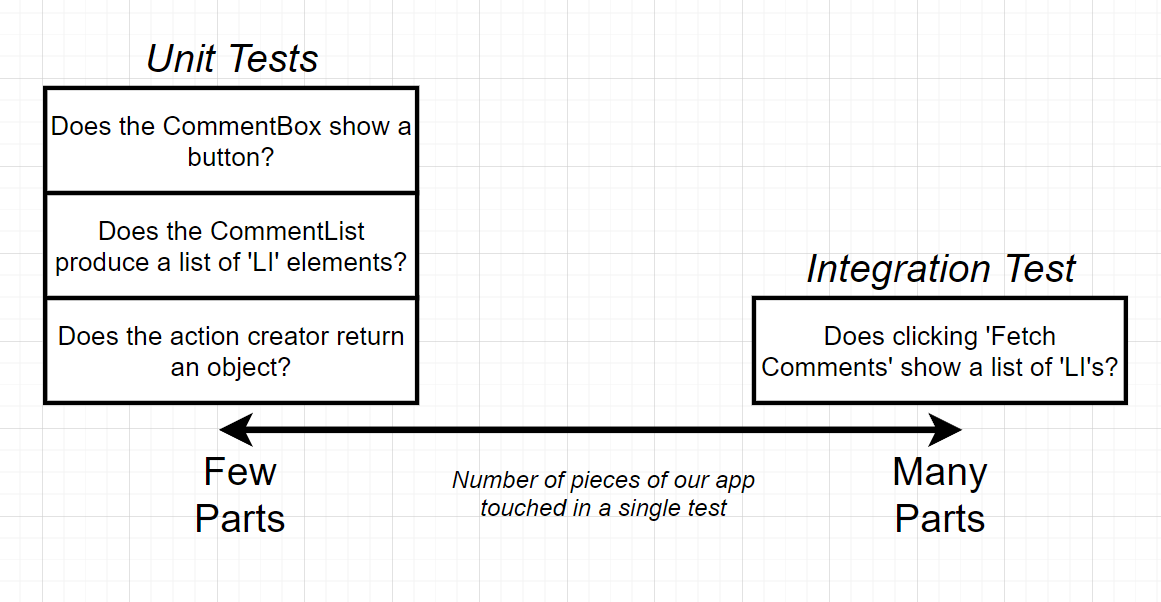 Unit Tests
Does the CommentBox show a
button?
Does the CommentList
produce a list of 'LI' elements?
Does the action creator return
an object?
Integration Test
Does clicking 'Fetch
Comments' show a list of 'LI's?
Few
Parts
Number of pieces of our app
touched in a single test
Many
Parts